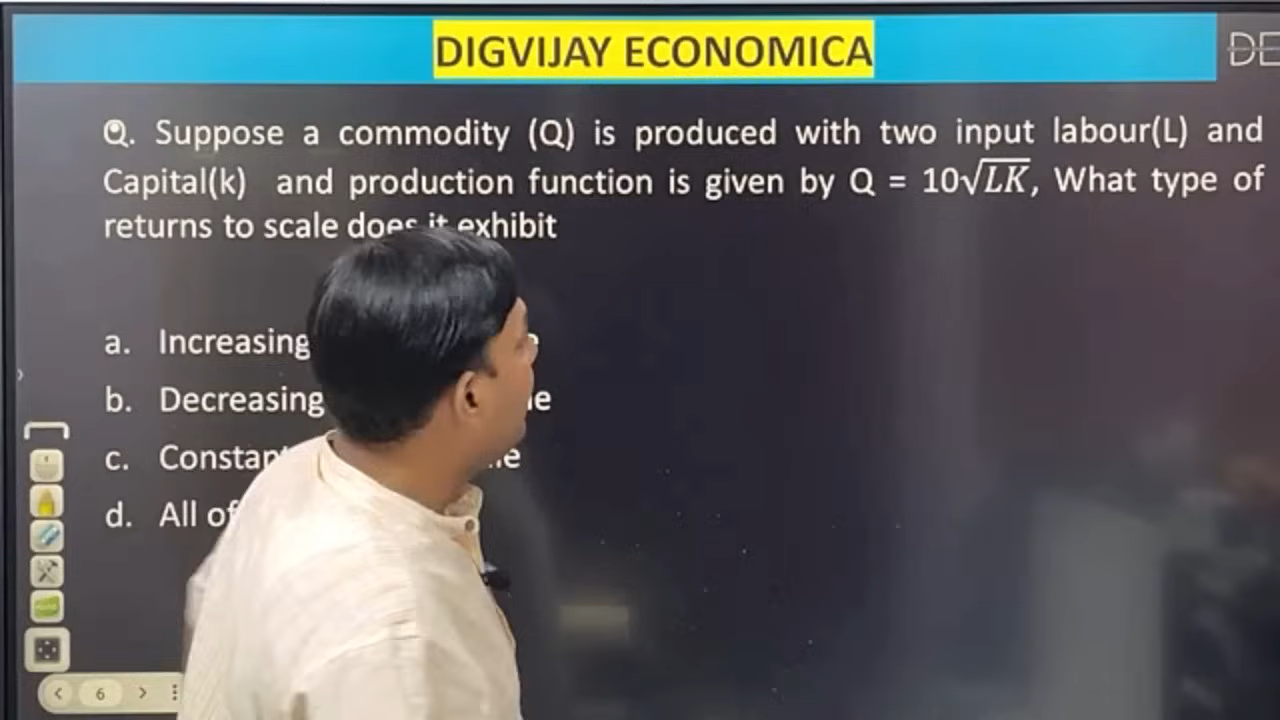 DIGVIJAY ECONOMICA
DE
Q. Suppose a commodity (Q) is produced with two input labour(L) and
Capital(k) and production function is given by Q = 10√LK, What type of
returns to scale does it exhibit
a. Increasing
b. Decreasing
c. Constant
d. All of
6